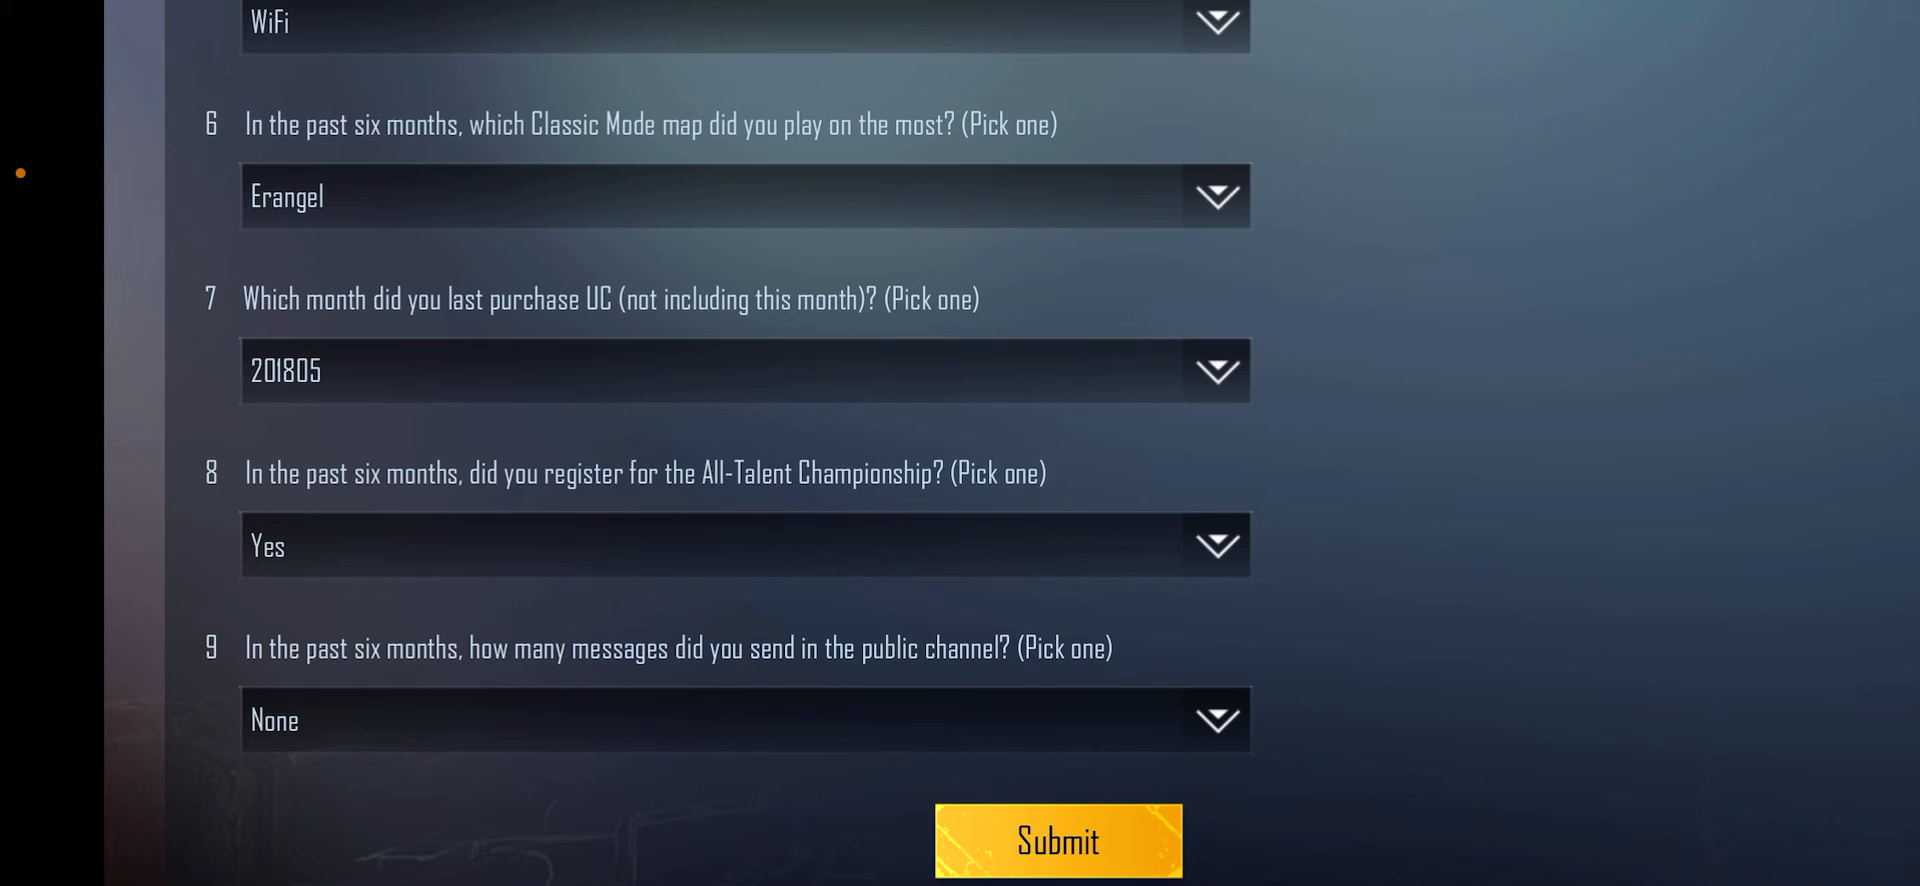 WiFi
6 In the past six months, which Classic Mode map did you play on the most? (Pick one)
Erangel
7 Which month did you last purchase UC (not including this month)? (Pick one)
201805
8 In the past six months, did you register for the All-Talent Championship? (Pick one)
Yes
9 In the past six months, how many messages did you send in the public channel? (Pick one)
None
Submit